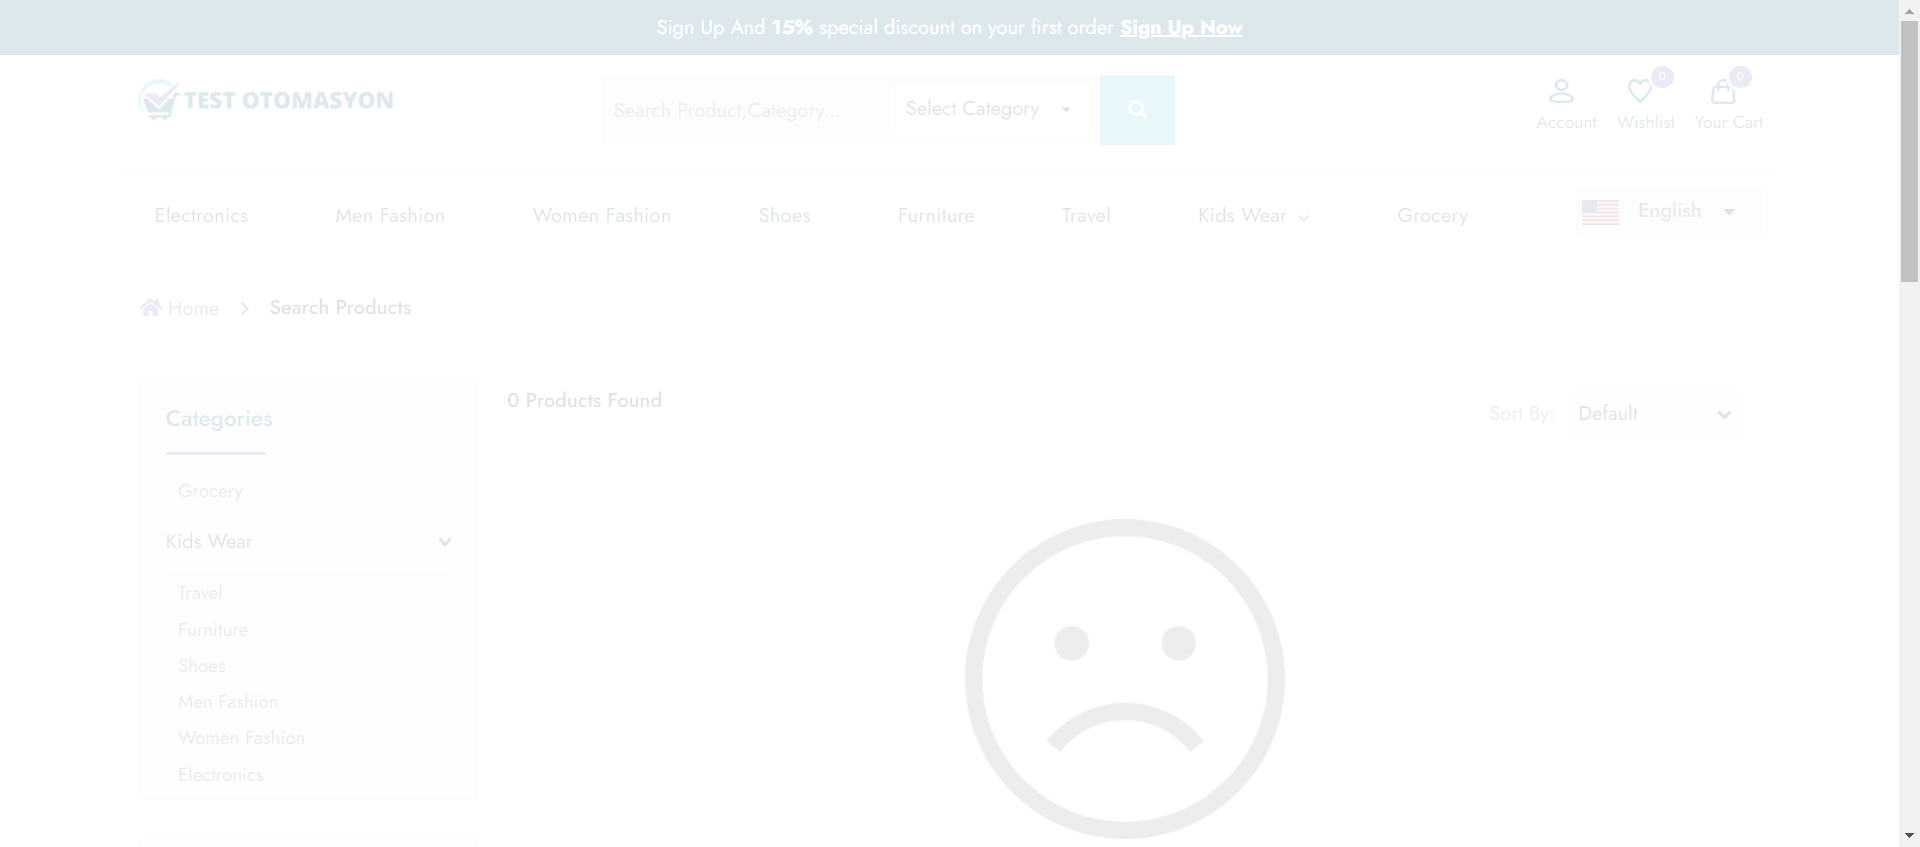 Sign Up And 15% special discount on your first order Sign Up Now
TEST OTOMASYON
Search Product,Category...
Select Category
0
0
Account
Wishlist
Your Cart
Electronics
Men Fashion
Women Fashion
Shoes
Furniture
Travel
Kids Wear
Grocery
English
Home
Search Products
Categories
Grocery
Kids Wear
Travel
Furniture
Shoes
Men Fashion
Women Fashion
Electronics
0 Products Found
Sort By:
Default